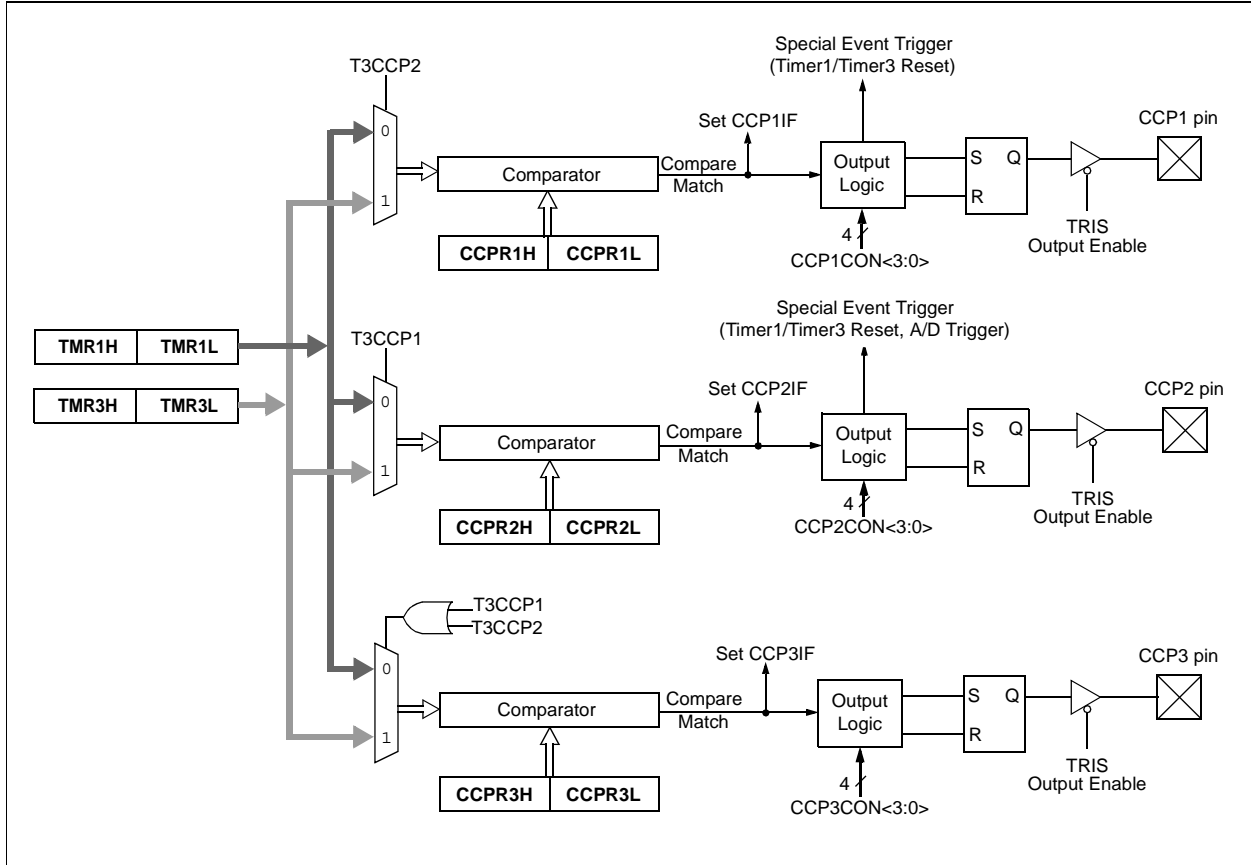 Special Event Trigger
(Timer1/Timer3 Reset)
T3CCP2
0
1
Set CCP1IF
CCP1 pin
Comparator
Compare
Match
Output
Logic
S
Q
R
TRIS
Output Enable
CCPR1H
CCPR1L
4
CCP1CON<3:0>
Special Event Trigger
(Timer1/Timer3 Reset, A/D Trigger)
TMR1H
TMR1L
TMR3H
TMR3L
T3CCP1
0
1
Set CCP2IF
CCP2 pin
Comparator
Compare
Match
Output
Logic
S
Q
R
TRIS
Output Enable
CCPR2H
CCPR2L
4
CCP2CON<3:0>
T3CCP1
T3CCP2
0
1
Set CCP3IF
CCP3 pin
Comparator
Compare
Match
Output
Logic
S
Q
R
TRIS
Output Enable
CCPR3H
CCPR3L
4
CCP3CON<3:0>